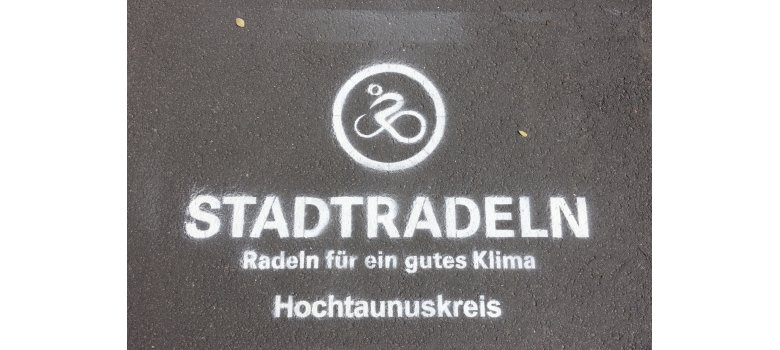 STADTRADELN
Radeln für ein gutes Klima
Hochtaunuskreis